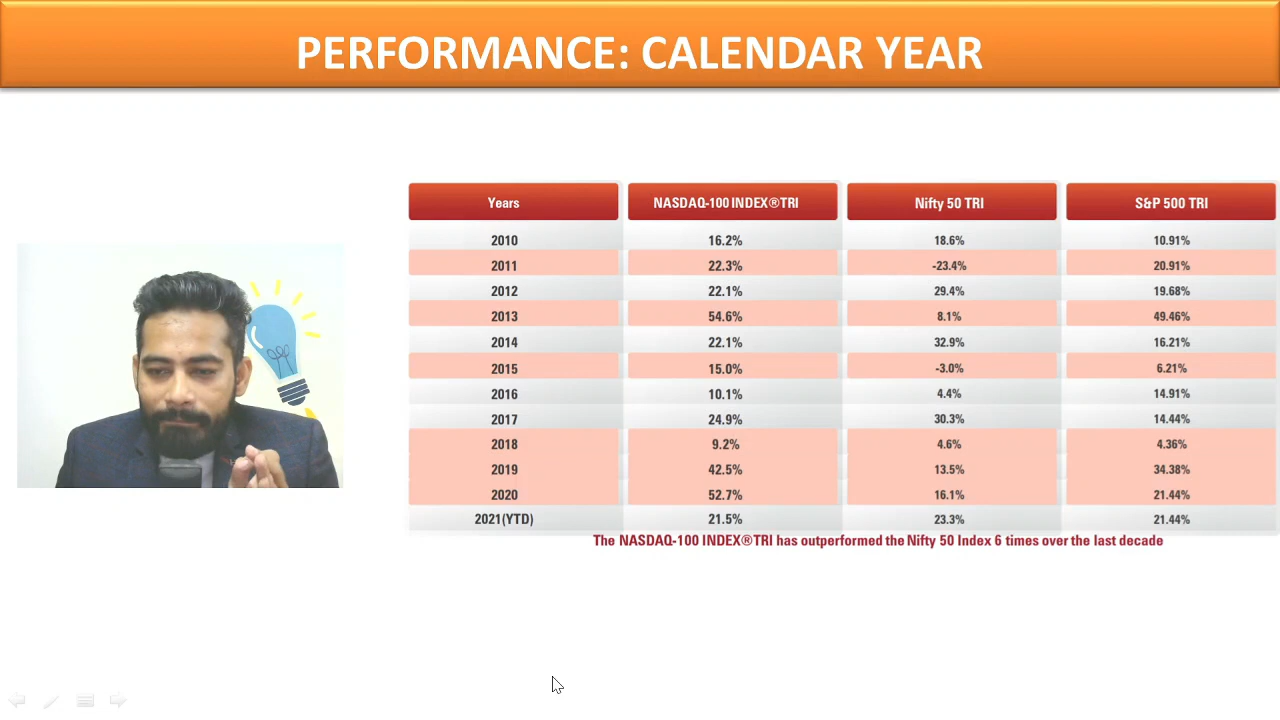 PERFORMANCE: CALENDAR YEAR
Years NASDAQ-100 INDEX®TRI Nifty 50 TRI S&P 500 TRI
2010 16.2% 18.6% 10.91%
2011 22.3% -23.4% 20.91%
2012 22.1% 29.4% 19.68%
2013 54.6% 8.1% 49.46%
2014 22.1% 32.9% 16.21%
2015 15.0% -3.0% 6.21%
2016 10.1% 4.4% 14.91%
2017 24.9% 30.3% 14.44%
2018 9.2% 4.6% 4.36%
2019 42.5% 13.5% 34.38%
2020 52.7% 16.1% 21.44%
2021(YTD) 21.5% 23.3% 21.44%
The NASDAQ-100 INDEX®TRI has outperformed the Nifty 50 Index 6 times over the last decade